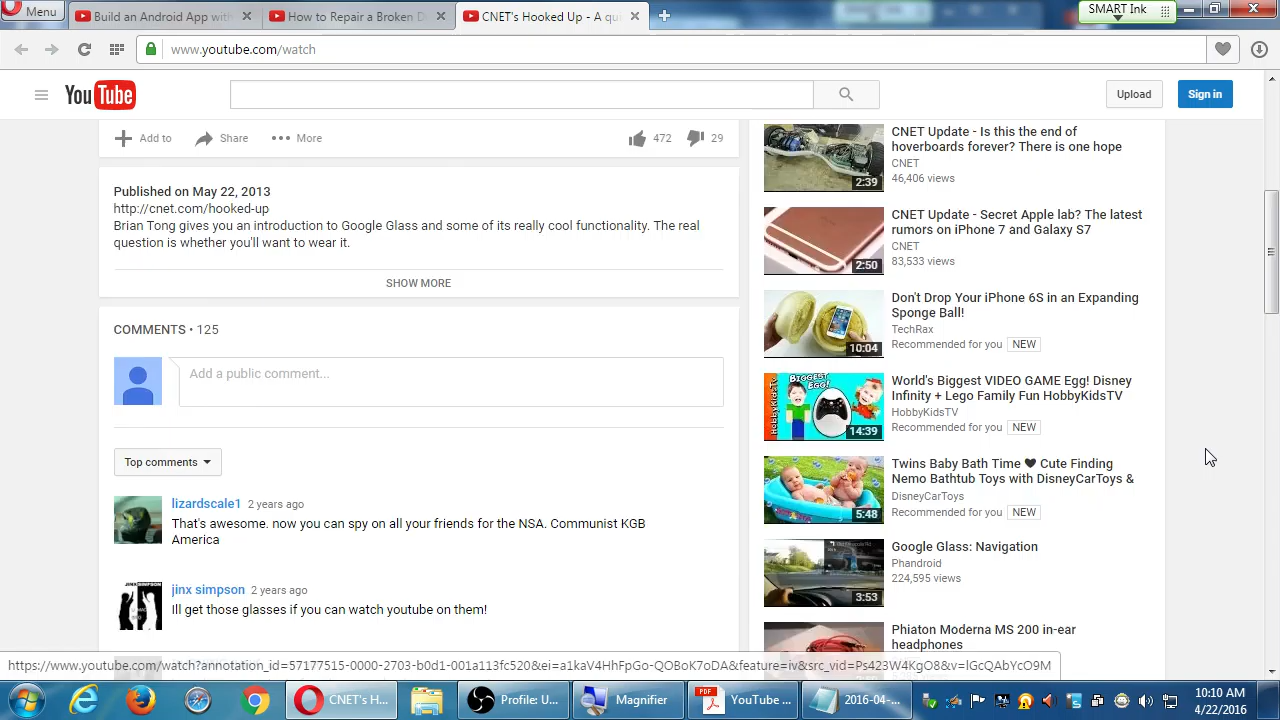 Menu
Build an Android App with
How to Repair a Broken D
CNET's Hooked Up - A qu
SMART Ink
www.youtube.com/watch
YouTube
Upload
Sign in
Add to
Share
More
472
29
Published on May 22, 2013
http://cnet.com/hooked-up
Brian Tong gives you an introduction to Google Glass and some of its really cool functionality. The real
question is whether you'll want to wear it.
SHOW MORE
COMMENTS • 125
Add a public comment...
Top comments
lizardscale1 2 years ago
That's awesome. now you can spy on all your friends for the NSA. Communist KGB
America
jinx simpson 2 years ago
Ill get those glasses if you can watch youtube on them!
CNET Update - Is this the end of
hoverboards forever? There is one hope
CNET
46,406 views
2:39
CNET Update - Secret Apple lab? The latest
rumors on iPhone 7 and Galaxy S7
CNET
83,533 views
2:50
Don't Drop Your iPhone 6S in an Expanding
Sponge Ball!
TechRax
Recommended for you NEW
10:04
World's Biggest VIDEO GAME Egg! Disney
Infinity + Lego Family Fun HobbyKidsTV
HobbyKidsTV
Recommended for you NEW
BIGGEST
EGG!
HOBBYKIDSTV
14:39
Twins Baby Bath Time ❤ Cute Finding
Nemo Bathtub Toys with DisneyCarToys &
DisneyCarToys
Recommended for you NEW
5:48
Google Glass: Navigation
Phandroid
224,595 views
3:53
Phiaton Moderna MS 200 in-ear
headphones
https://www.youtube.com/watch?annotation_id=57177515-0000-2703-b0d1-001a113fc520&ei=a1kaV4HhFpGo-QOBoK7oDA&feature=iv&src_vid=Ps423W4KgO8&v=IGcQAbYcO9M
CNET's H...
Profile: U...
Magnifier
PDF
YouTube ...
2016-04-...
10:10 AM
4/22/2016